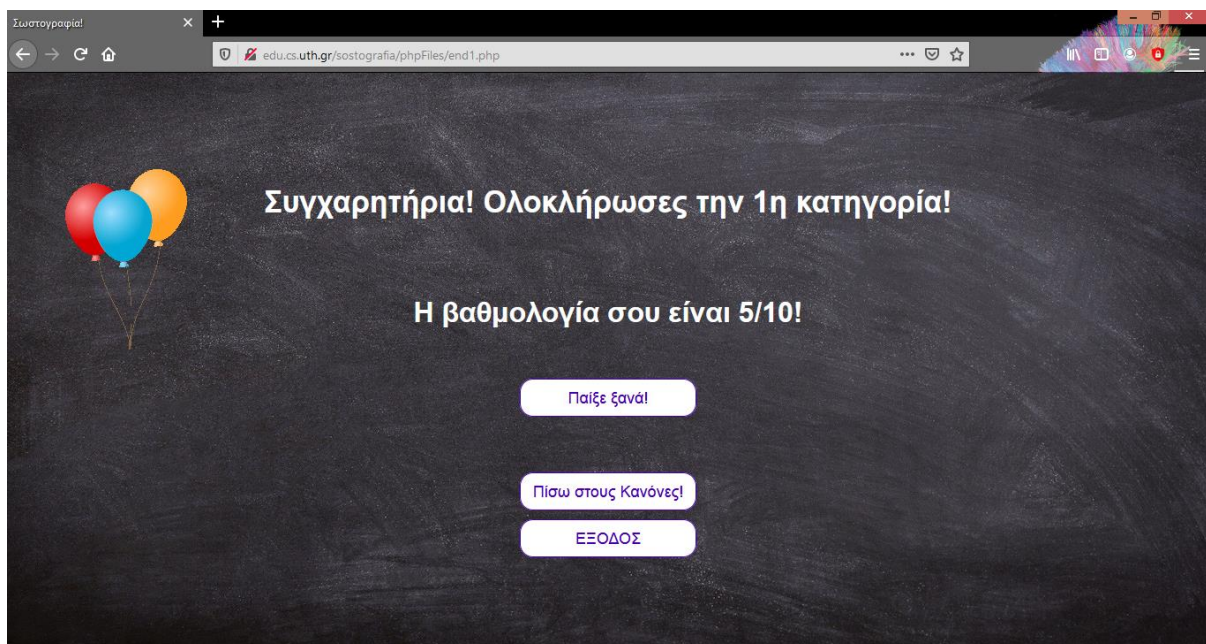 Σωστογραφία!
edu.cs.uth.gr/sostografia/phpFiles/end1.php
Συγχαρητήρια! Ολοκλήρωσες την 1η κατηγορία!
Η βαθμολογία σου είναι 5/10!
Παίξε ξανά!
Πίσω στους Κανόνες!
ΕΞΟΔΟΣ